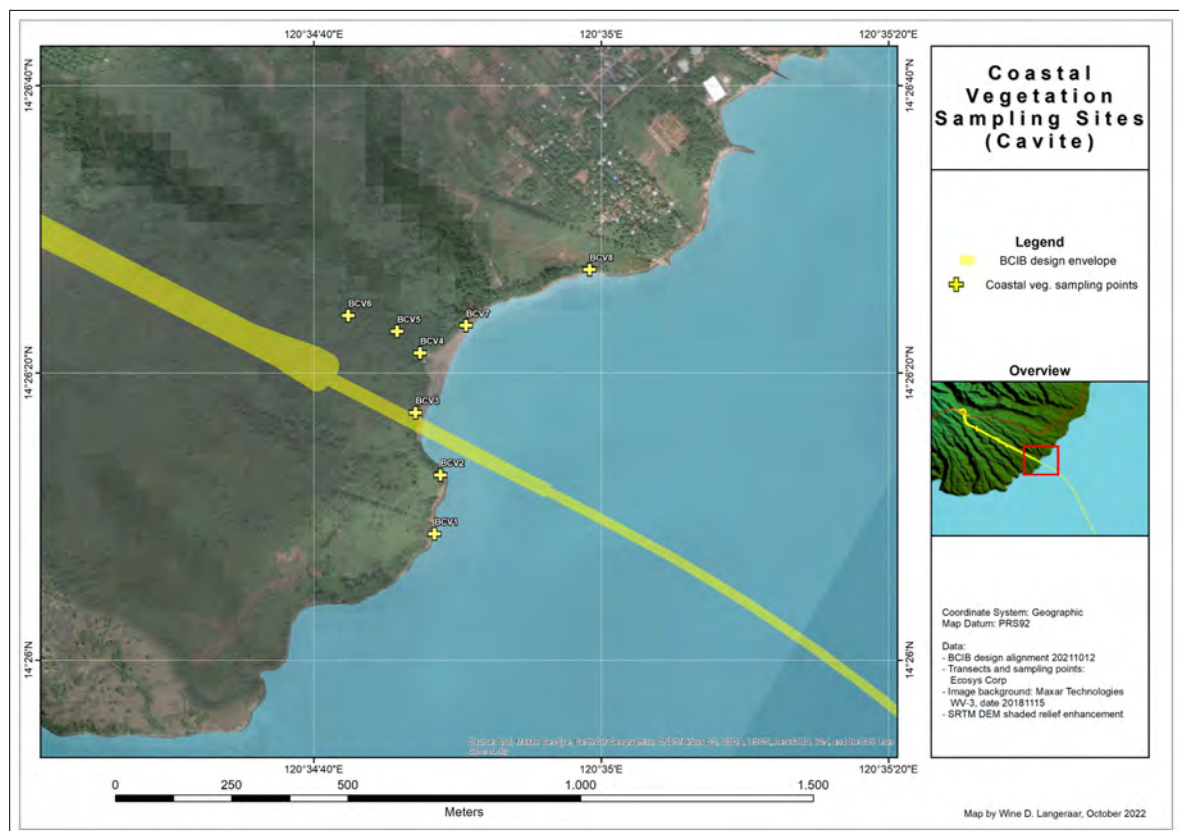 120°34'40"E 120°35'E 120°35'20"E
14°26'40"N 14°26'40"N
14°26'20"N 14°26'20"N
14°26'N 14°26'N
BCV8
BCV6
BCV7
BCV5
BCV4
BCV3
BCV2
BCV1
120°34'40"E 120°35'E 120°35'20"E
0 250 500 1.000 1.500
Meters
Coastal
Vegetation
Sampling Sites
(Cavite)
Legend
BCIB design envelope
Coastal veg. sampling points
Overview
Coordinate System: Geographic
Map Datum: PRS92
Data:
- BCIB design alignment 20211012
- Transects and sampling points:
Ecosys Corp
- Image background: Maxar Technologies
WV-3, date 20181115
- SRTM DEM shaded relief enhancement
Map by Wine D. Langeraar, October 2022